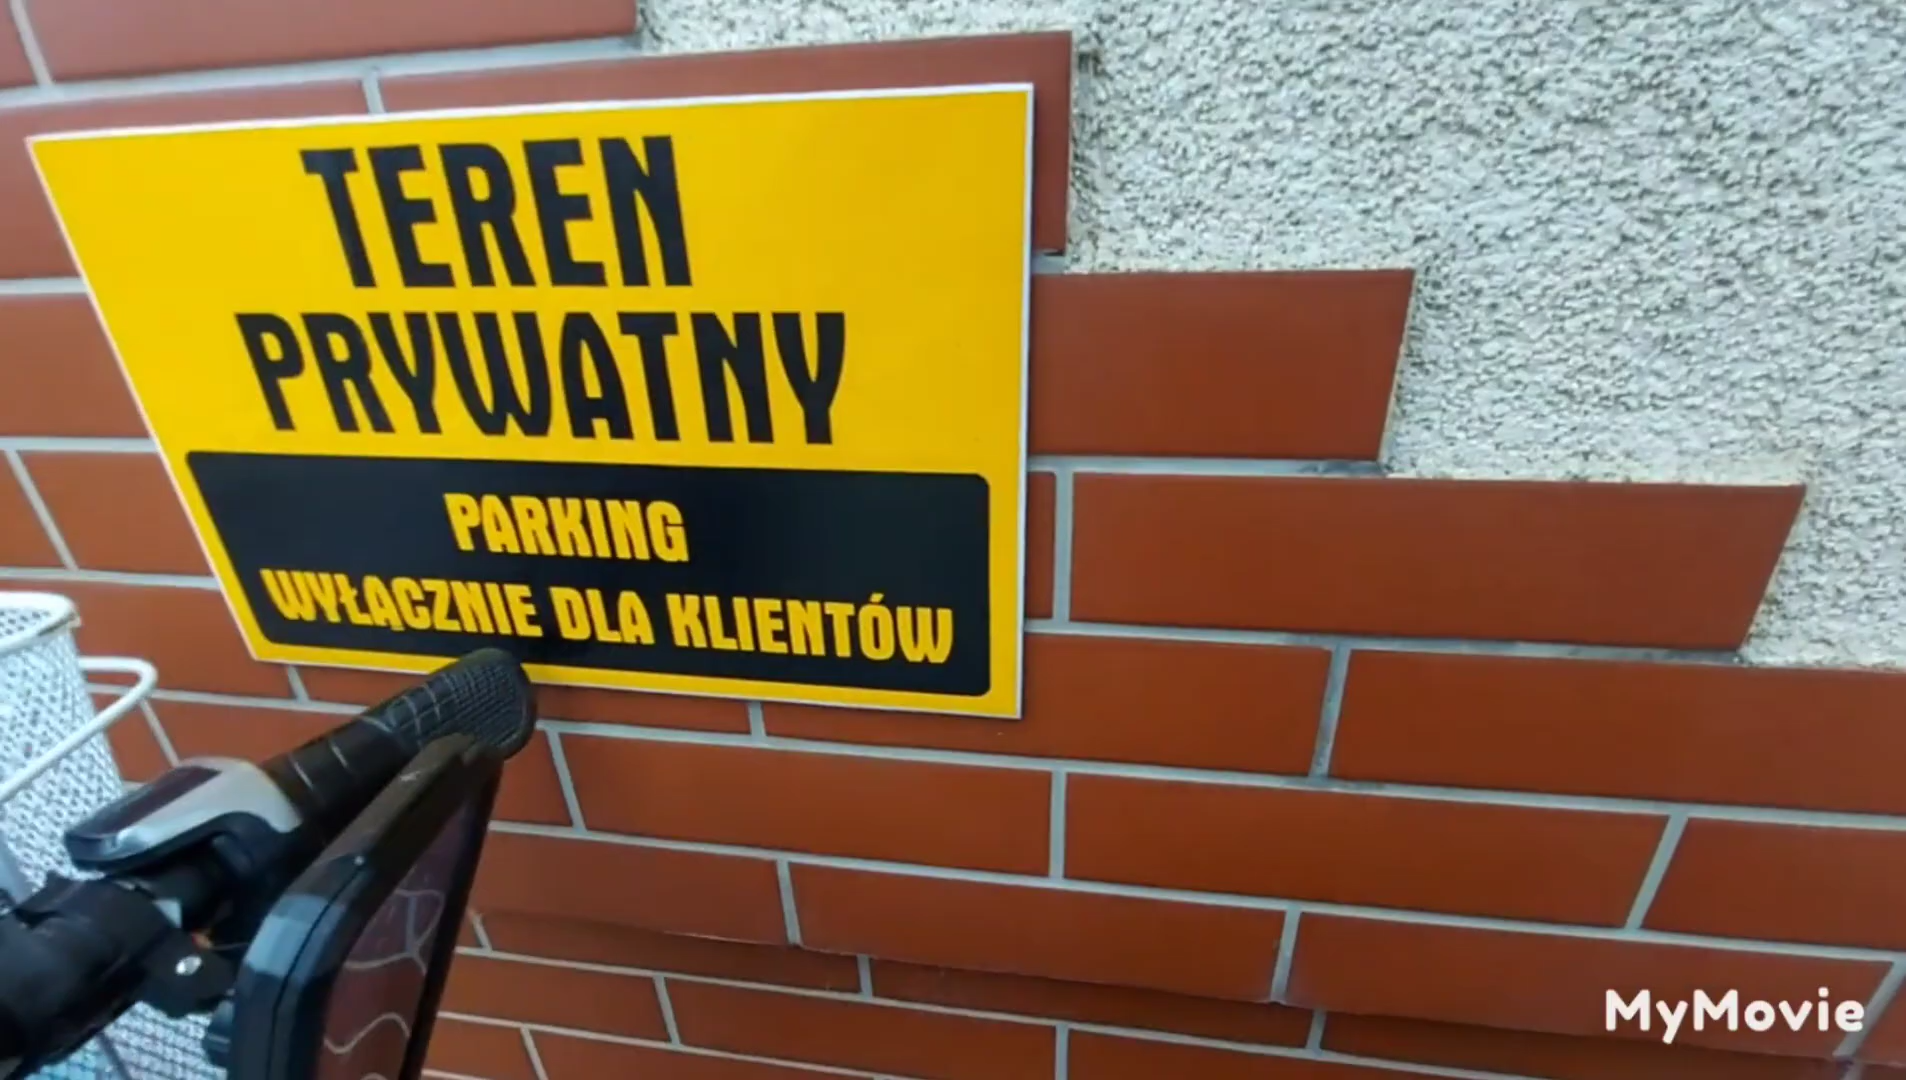 TEREN
PRYWATNY
PARKING
WYŁĄCZNIE DLA KLIENTÓW
MyMovie